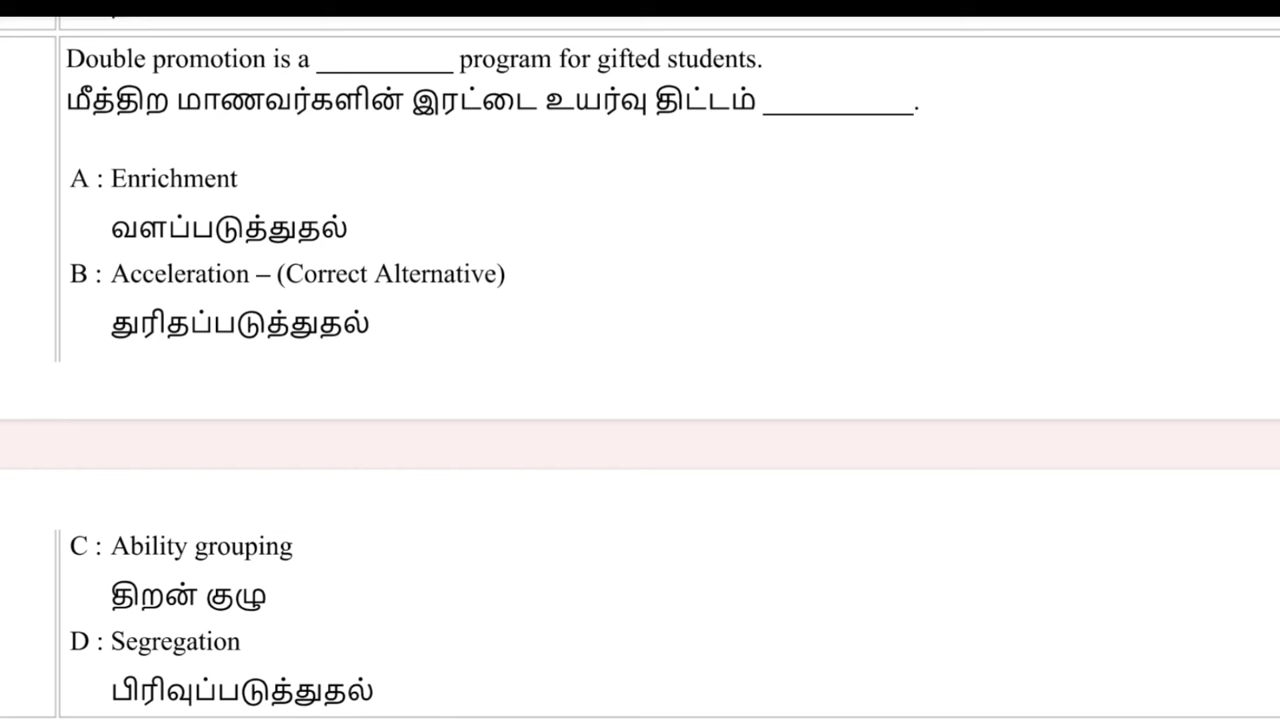 Double promotion is a __________ program for gifted students.
மீத்திற மாணவர்களின் இரட்டை உயர்வு திட்டம் ___________.
A : Enrichment
வளப்படுத்துதல்
B : Acceleration – (Correct Alternative)
துரிதப்படுத்துதல்
C : Ability grouping
திறன் குழு
D : Segregation
பிரிவுப்படுத்துதல்